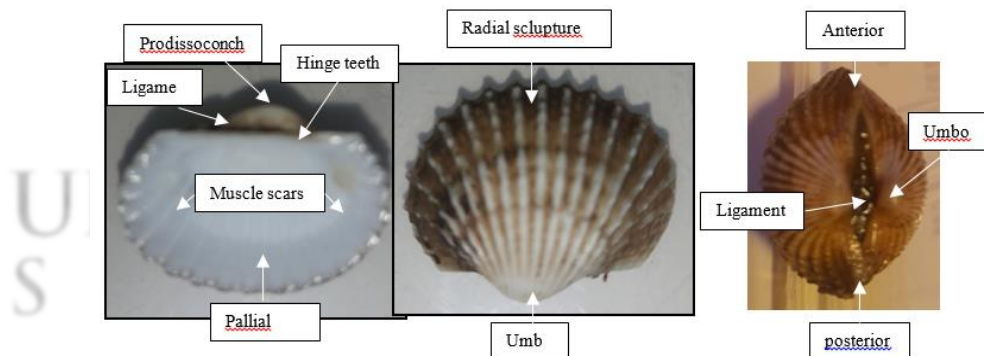 Prodissoconch
Hinge teeth
Ligame
Muscle scars
Pallial
Radial sclupture
Umb
Anterior
Umbo
Ligament
posterior
U
S